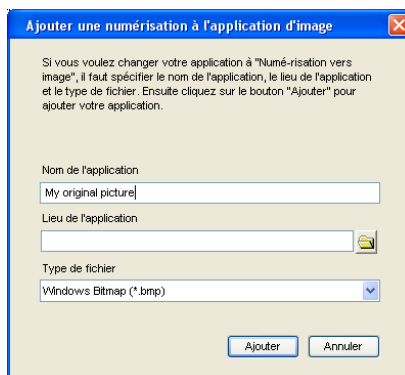 Ajouter une numérisation à l'application d'image
Si vous voulez changer votre application à "Numé-risation vers
image", il faut spécifier le nom de l'application, le lieu de l'application
et le type de fichier. Ensuite cliquez sur le bouton "Ajouter" pour
ajouter votre application.
Nom de l'application
My original picture
Lieu de l'application
Type de fichier
Windows Bitmap (*.bmp)
Ajouter Annuler